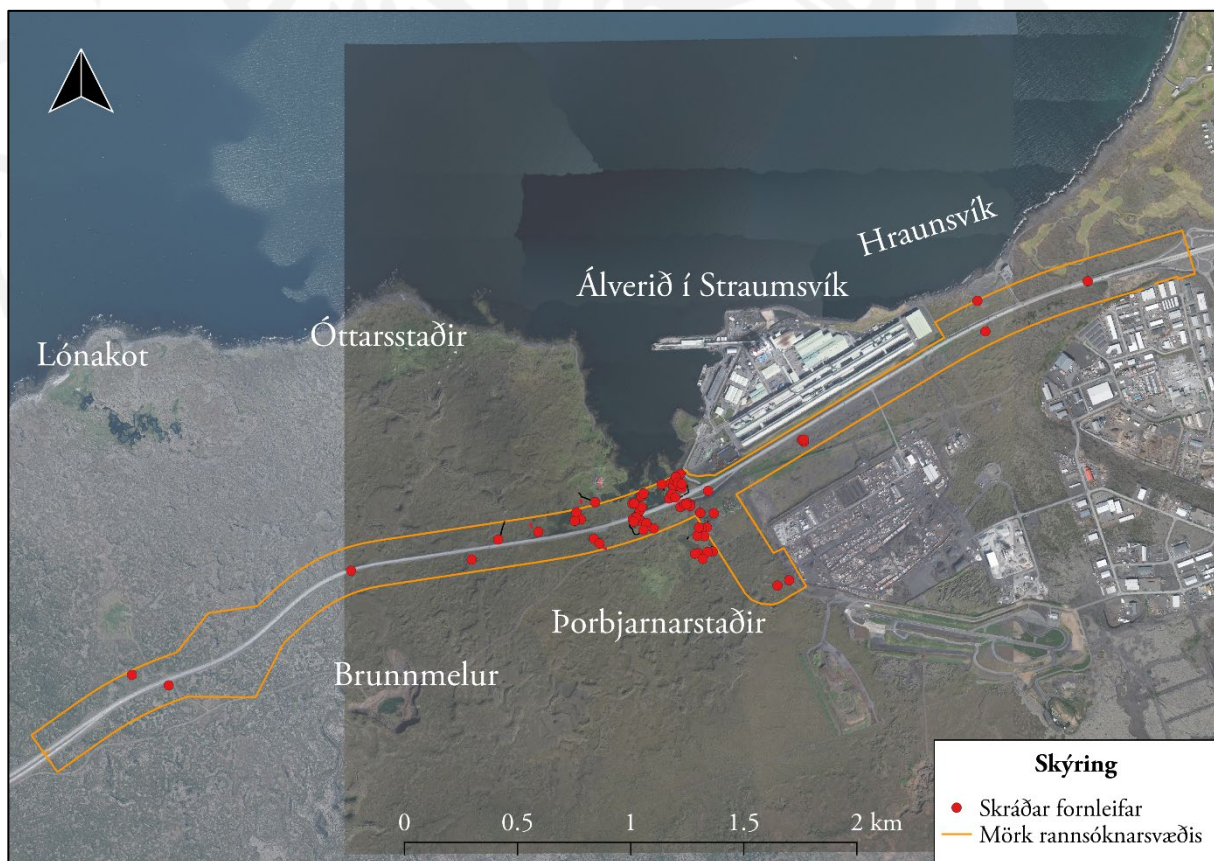 Hraunsvík
Álverið í Straumsvík
Óttarsstaðir
Lónakot
Þorbjarnarstaðir
Brunnmelur
0 0.5 1 1.5 2 km
Skýring
Skráðar fornleifar
Mörk rannsóknarsvæðis